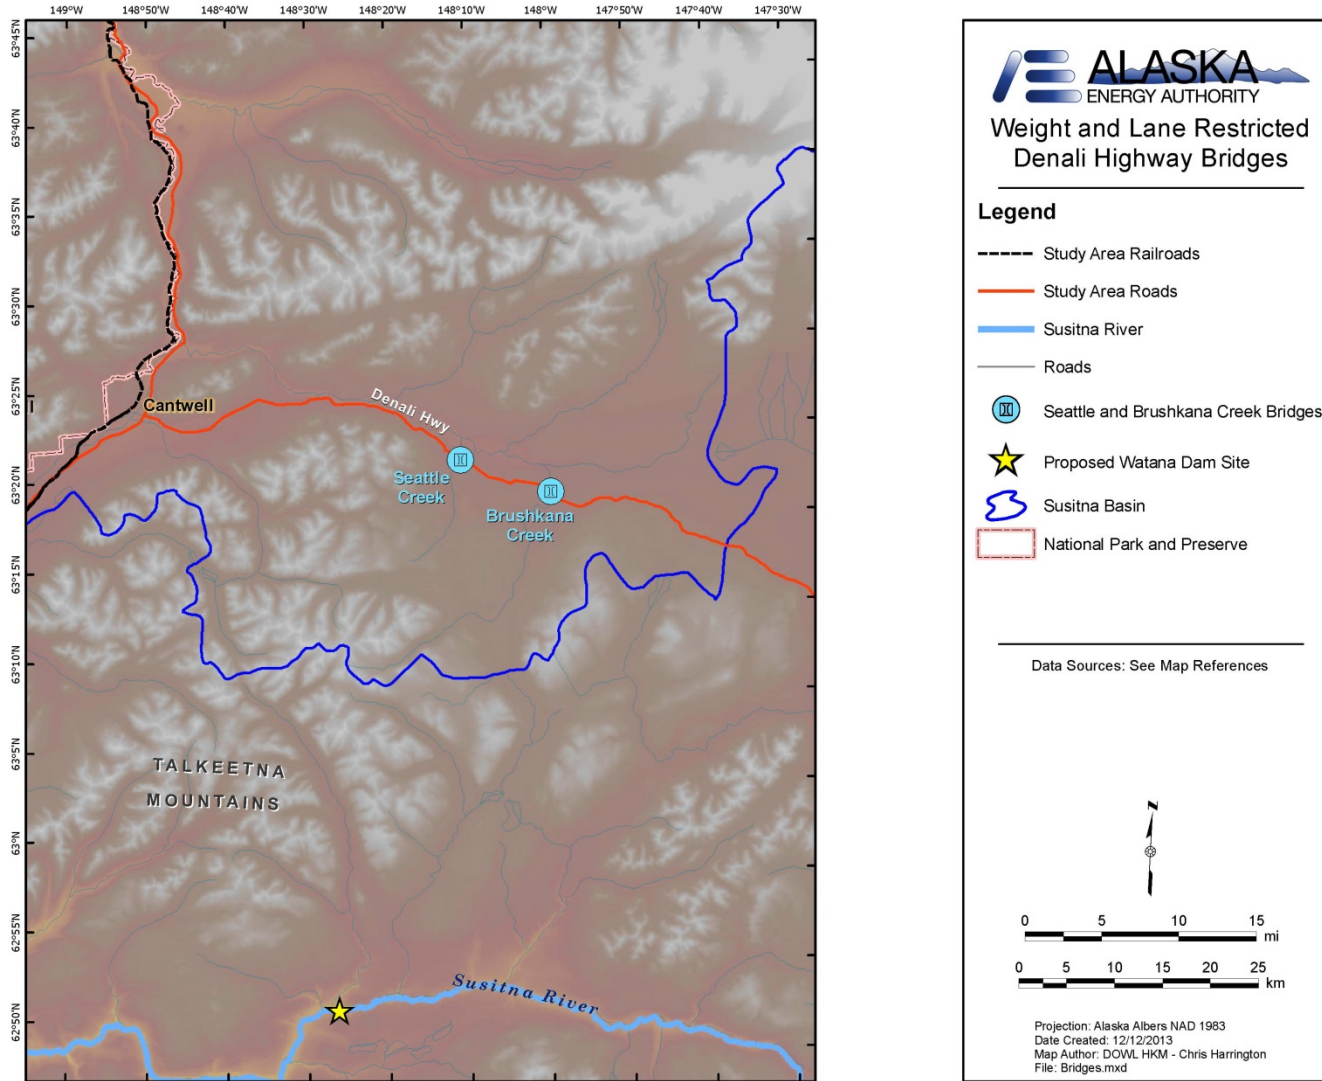 149°W 148°50'W 148°40'W 148°30'W 148°20'W 148°10'W 148°W 147°50'W 147°40'W 147°30'W
63°45'N
63°40'N
63°35'N
63°30'N
63°25'N
63°20'N
63°15'N
63°10'N
63°5'N
63°N
62°55'N
62°50'N
Cantwell
Denali Hwy
Seattle
Creek
Brushkana
Creek
TALKEETNA
MOUNTAINS
Susitna River
ALASKA
ENERGY AUTHORITY
Weight and Lane Restricted
Denali Highway Bridges
Legend
Study Area Railroads
Study Area Roads
Susitna River
Roads
Seattle and Brushkana Creek Bridges
Proposed Watana Dam Site
Susitna Basin
National Park and Preserve
Data Sources: See Map References
N
0 5 10 15
mi
0 5 10 15 20 25
km
Projection: Alaska Albers NAD 1983
Date Created: 12/12/2013
Map Author: DOWL HKM - Chris Harrington
File: Bridges.mxd